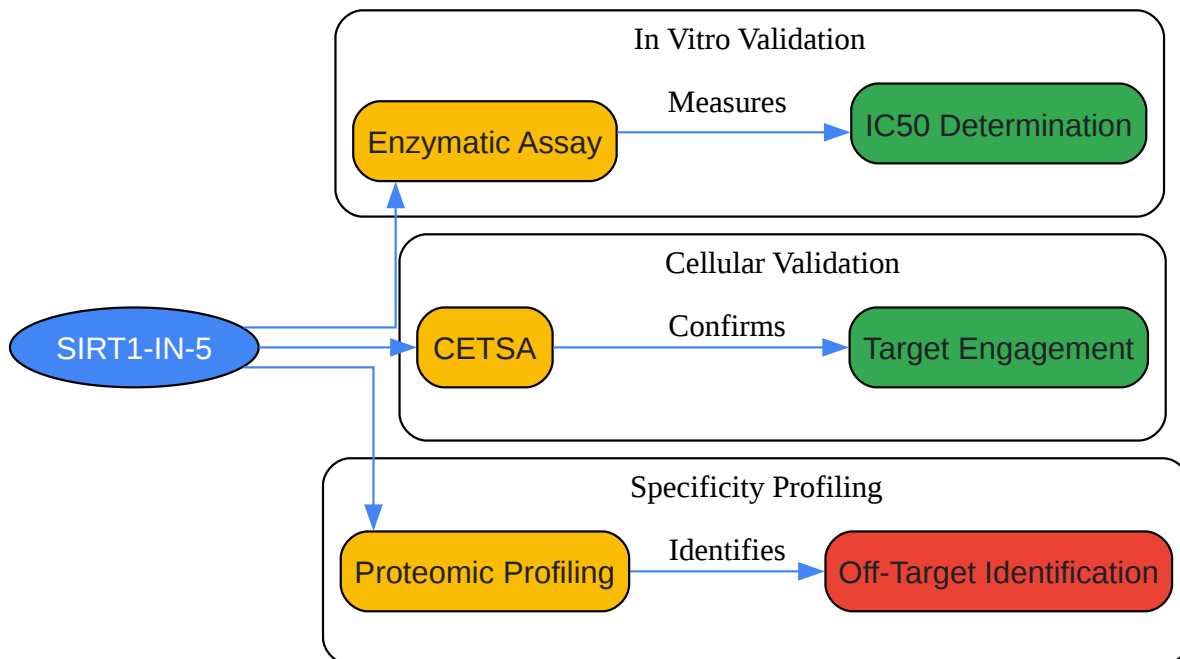 In Vitro Validation
Enzymatic Assay
Measures
IC50 Determination
SIRT1-IN-5
Cellular Validation
CETSA
Confirms
Target Engagement
Specificity Profiling
Proteomic Profiling
Identifies
Off-Target Identification